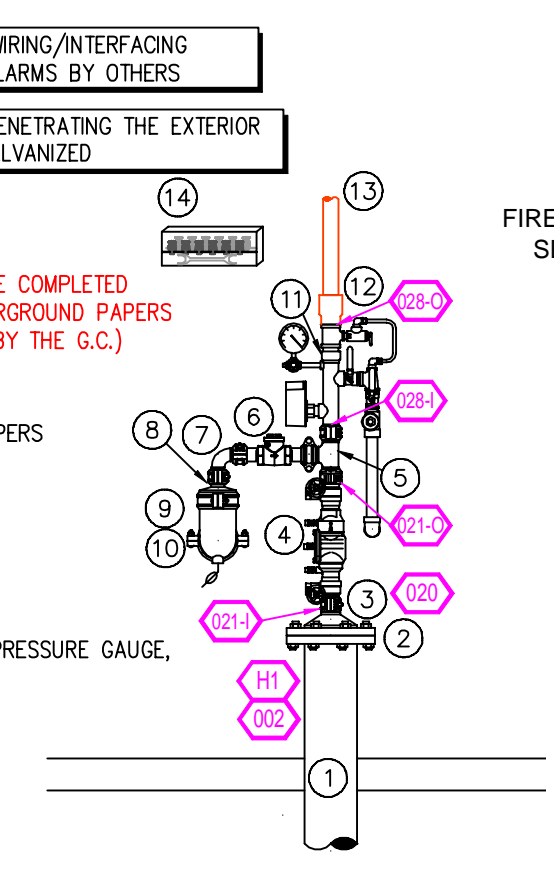 WIRING/INTERFACING
LARMS BY OTHERS
ENETRATING THE EXTERIOR
LVANIZED
14
13
FIRE
SI
E COMPLETED
RGROUND PAPERS
BY THE G.C.)
12
11
028-O
028-I
PERS
6
7
8
5
9
10
4
021-O
3
020
021-I
2
PRESSURE GAUGE,
H1
002
1